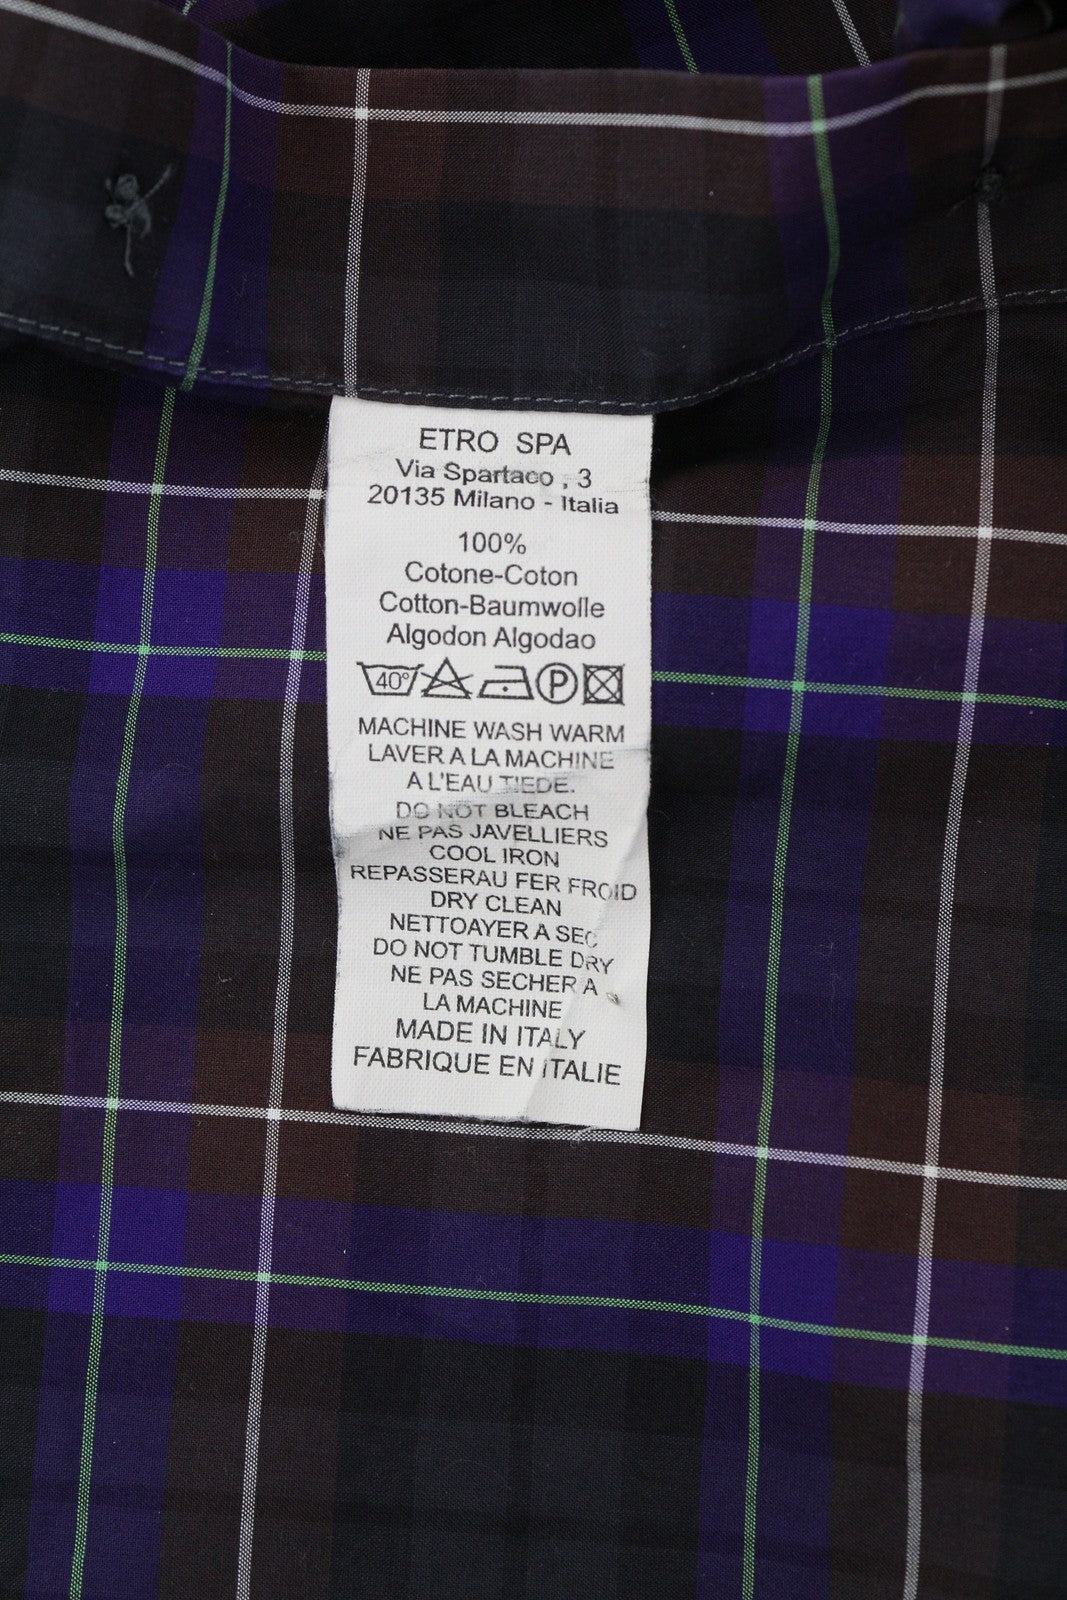 ETRO SPA
Via Spartaco , 3
20135 Milano - Italia
100%
Cotone-Coton
Cotton-Baumwolle
Algodon Algodao
40° P
MACHINE WASH WARM
LAVER A LA MACHINE
A L'EAU TIEDE.
DO NOT BLEACH
NE PAS JAVELLIERS
COOL IRON
REPASSERAU FER FROID
DRY CLEAN
NETTOAYER A SEC
DO NOT TUMBLE DRY
NE PAS SECHER A
LA MACHINE
MADE IN ITALY
FABRIQUE EN ITALIE